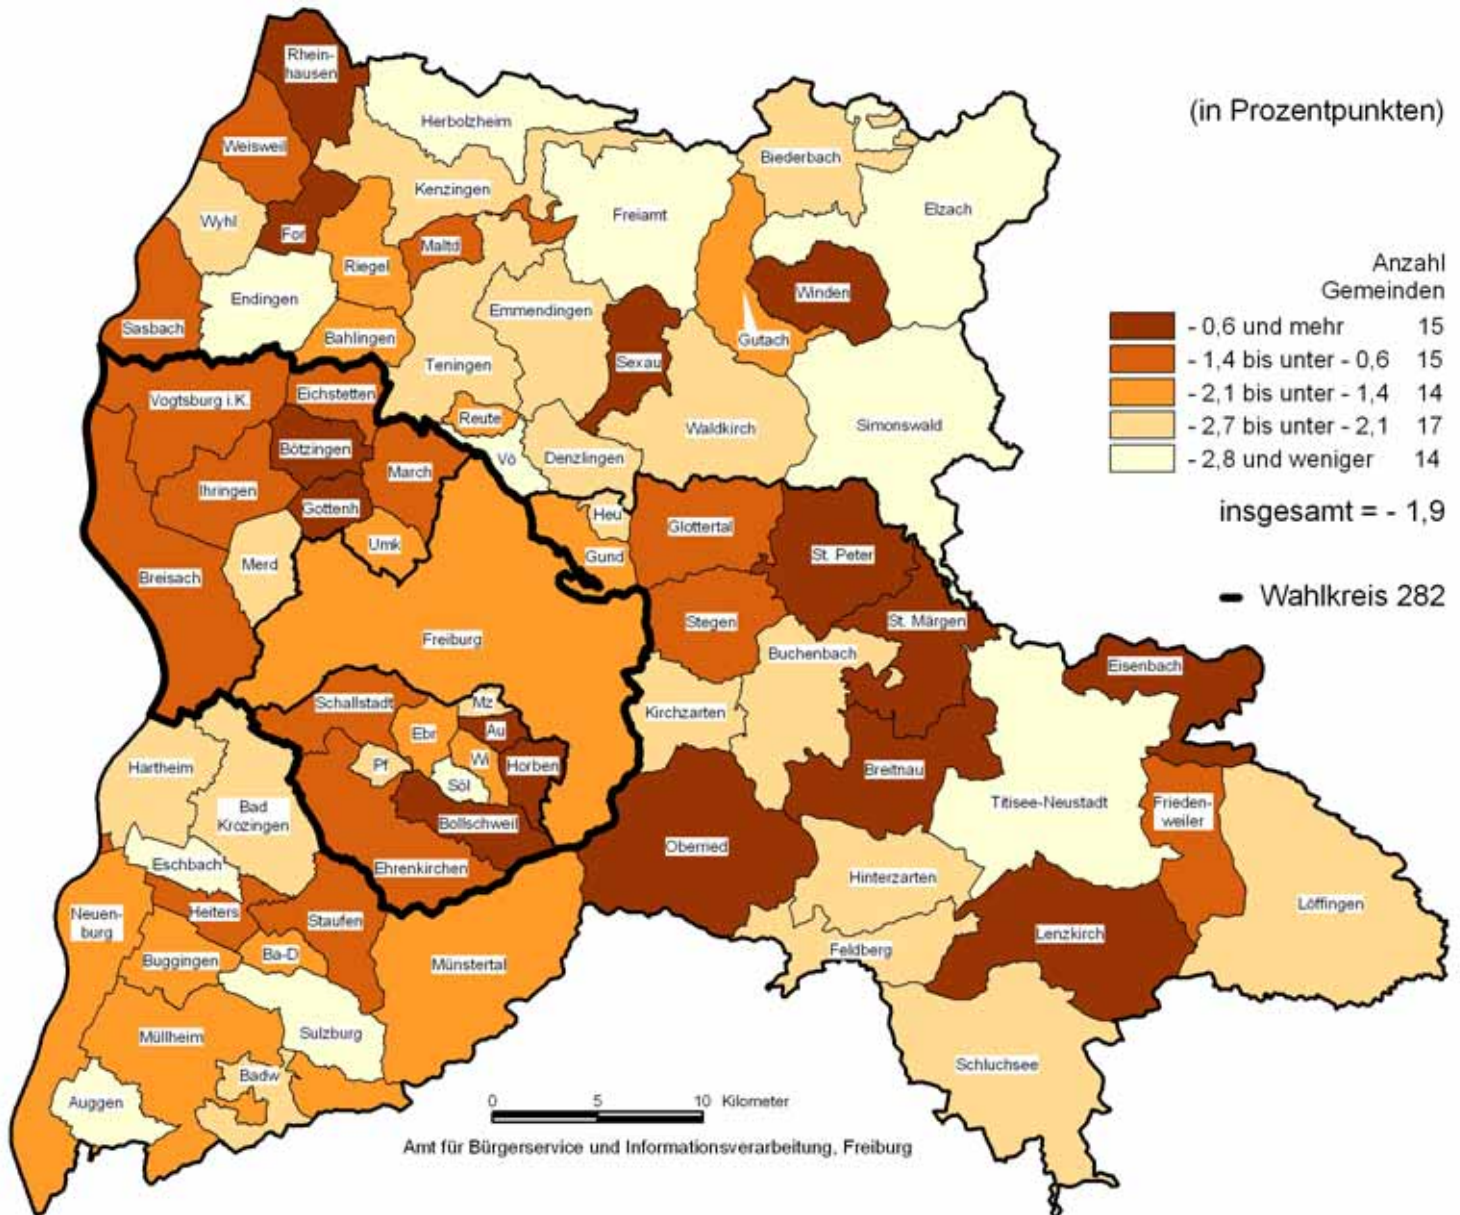 Rhein-
hausen
Herbolzheim
(in Prozentpunkten)
Weisweil
Biederbach
Kenzingen
Wyhl
Freiamt
Elzach
For
Maltd
Riegel
Endingen
Winden
Emmendingen
Sasbach
Bahlingen
Gutach
Teningen
Sexau
Anzahl
Gemeinden
- 0,6 und mehr 15
- 1,4 bis unter - 0,6 15
- 2,1 bis unter - 1,4 14
- 2,7 bis unter - 2,1 17
- 2,8 und weniger 14
insgesamt = - 1,9
Wahlkreis 282
Vogtsburg i.K.
Eichstetten
Reute
Waldkirch
Simonswald
Bötzingen
Vö
Denzlingen
March
Ihringen
Gottenh
Heu
Glottertal
Umk
Gund
St. Peter
Merd
Breisach
Stegen
St. Märgen
Freiburg
Buchenbach
Eisenbach
Schallstadt
Mz
Kirchzarten
Ebr
Au
Hartheim
Pf
Wi
Horben
Breitnau
Söl
Titisee-Neustadt
Frieden-
weiler
Bad
Krozingen
Bollschweil
Oberried
Eschbach
Ehrenkirchen
Hinterzarten
Löffingen
Neuen-
burg
Heiters
Staufen
Lenzkirch
Buggingen
Ba-D
Münstertal
Feldberg
Müllheim
Sulzburg
Schluchsee
Badw
Auggen
0 5 10 Kilometer
Amt für Bürgerservice und Informationsverarbeitung, Freiburg